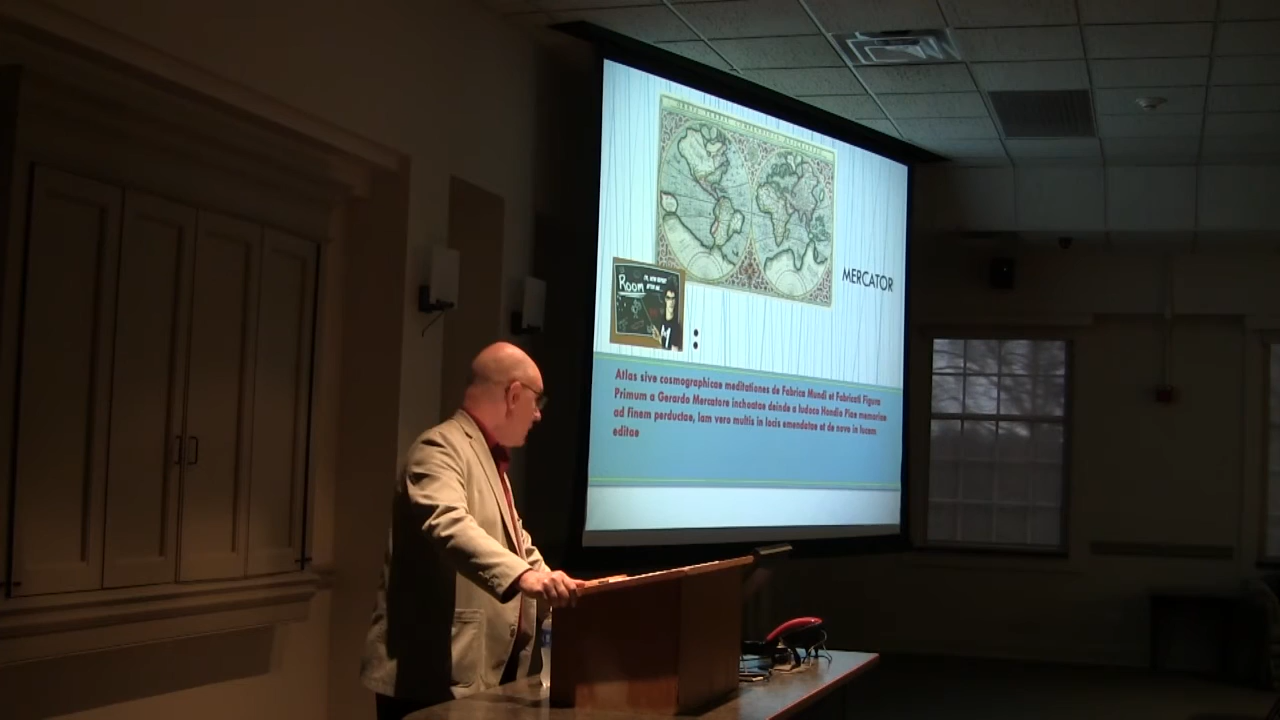 MERCATOR
ROOM
M
:
Atlas sive cosmographicae meditationes de Fabrica Mundi et Fabricati Figura
Primum a Gerardo Mercatore inchoatae deinde a Iudoco Hondio Piae memoriae
ad finem perductae, Iam vero multis in locis emendatae et de novo in lucem
editae